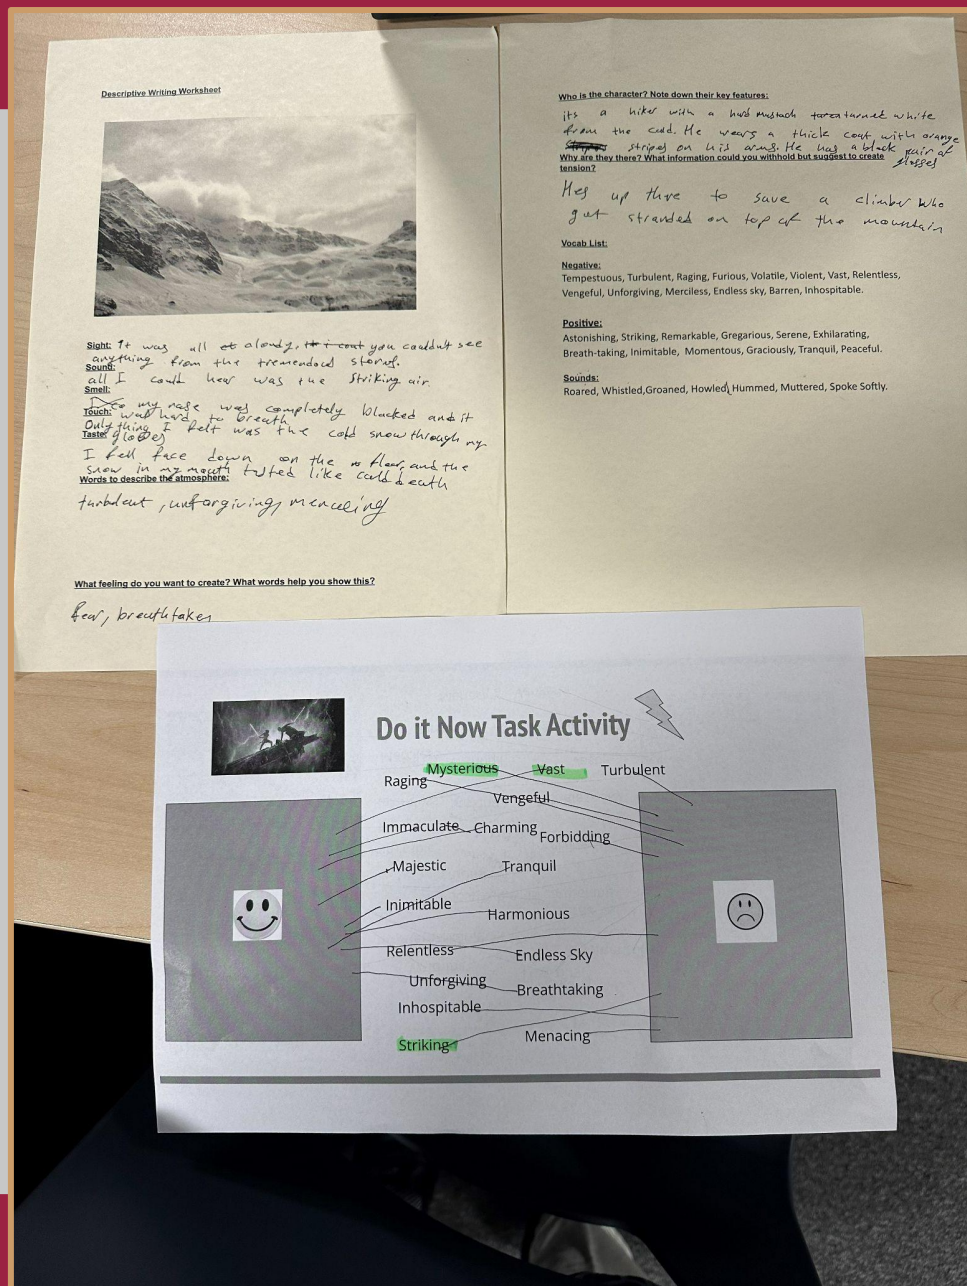 Descriptive Writing Worksheet
Sight: It was all cloudy, you couldn't see
anything from the tremendous storm.
Sound:
all I could hear was the striking air.
Smell:
my nose was completely blocked and it
Touch: was hard to breath
Only thing I felt was the cold snow through my
Taste: gloves
I fell face down on the floor, and the
snow in my mouth tasted like cold death
Words to describe the atmosphere:
turbulent, unforgiving, menaceing
What feeling do you want to create? What words help you show this?
fear, breathtaken
Who is the character? Note down their key features:
its a hiker with a hard mustach turned white
from the cold. He wears a thick coat with orange
stripes on his arms. He has a black pair of
glosses
Why are they there? What information could you withhold but suggest to create
tension?
Hes up thre to save a climber who
got stranded on top of the mountain
Vocab List:
Negative:
Tempestuous, Turbulent, Raging, Furious, Volatile, Violent, Vast, Relentless,
Vengeful, Unforgiving, Merciless, Endless sky, Barren, Inhospitable.
Positive:
Astonishing, Striking, Remarkable, Gregarious, Serene, Exhilarating,
Breath-taking, Inimitable, Momentous, Graciously, Tranquil, Peaceful.
Sounds:
Roared, Whistled,Groaned, Howled, Hummed, Muttered, Spoke Softly.
Do it Now Task Activity
Mysterious Vast Turbulent
Raging
Vengeful
Immaculate Charming
Forbidding
Majestic Tranquil
Inimitable
Harmonious
Relentless Endless Sky
Unforgiving
Breathtaking
Inhospitable
Menacing
Striking